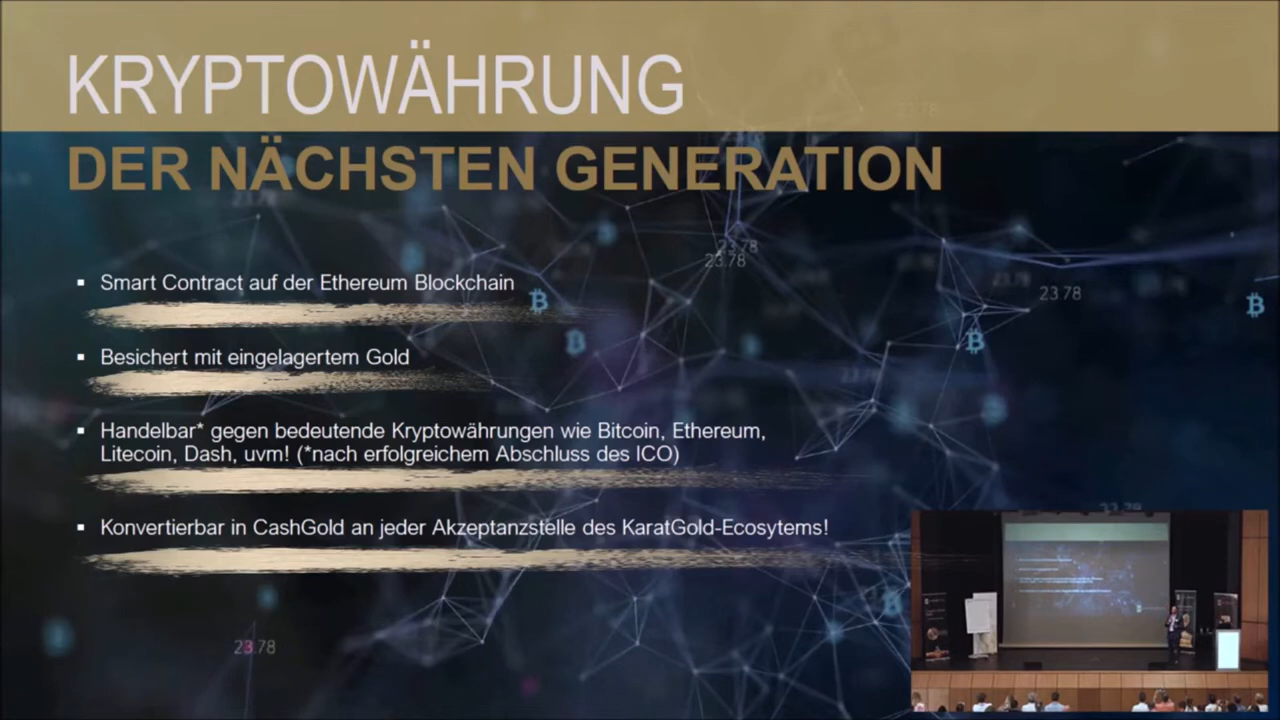 KRYPTOWÄHRUNG
DER NÄCHSTEN GENERATION
23.78
23.78
23.78
▪ Smart Contract auf der Ethereum Blockchain
▪ Besichert mit eingelagertem Gold
▪ Handelbar* gegen bedeutende Kryptowährungen wie Bitcoin, Ethereum,
Litecoin, Dash, uvm! (*nach erfolgreichem Abschluss des ICO)
▪ Konvertierbar in CashGold an jeder Akzeptanzstelle des KaratGold-Ecosytems!
23.78